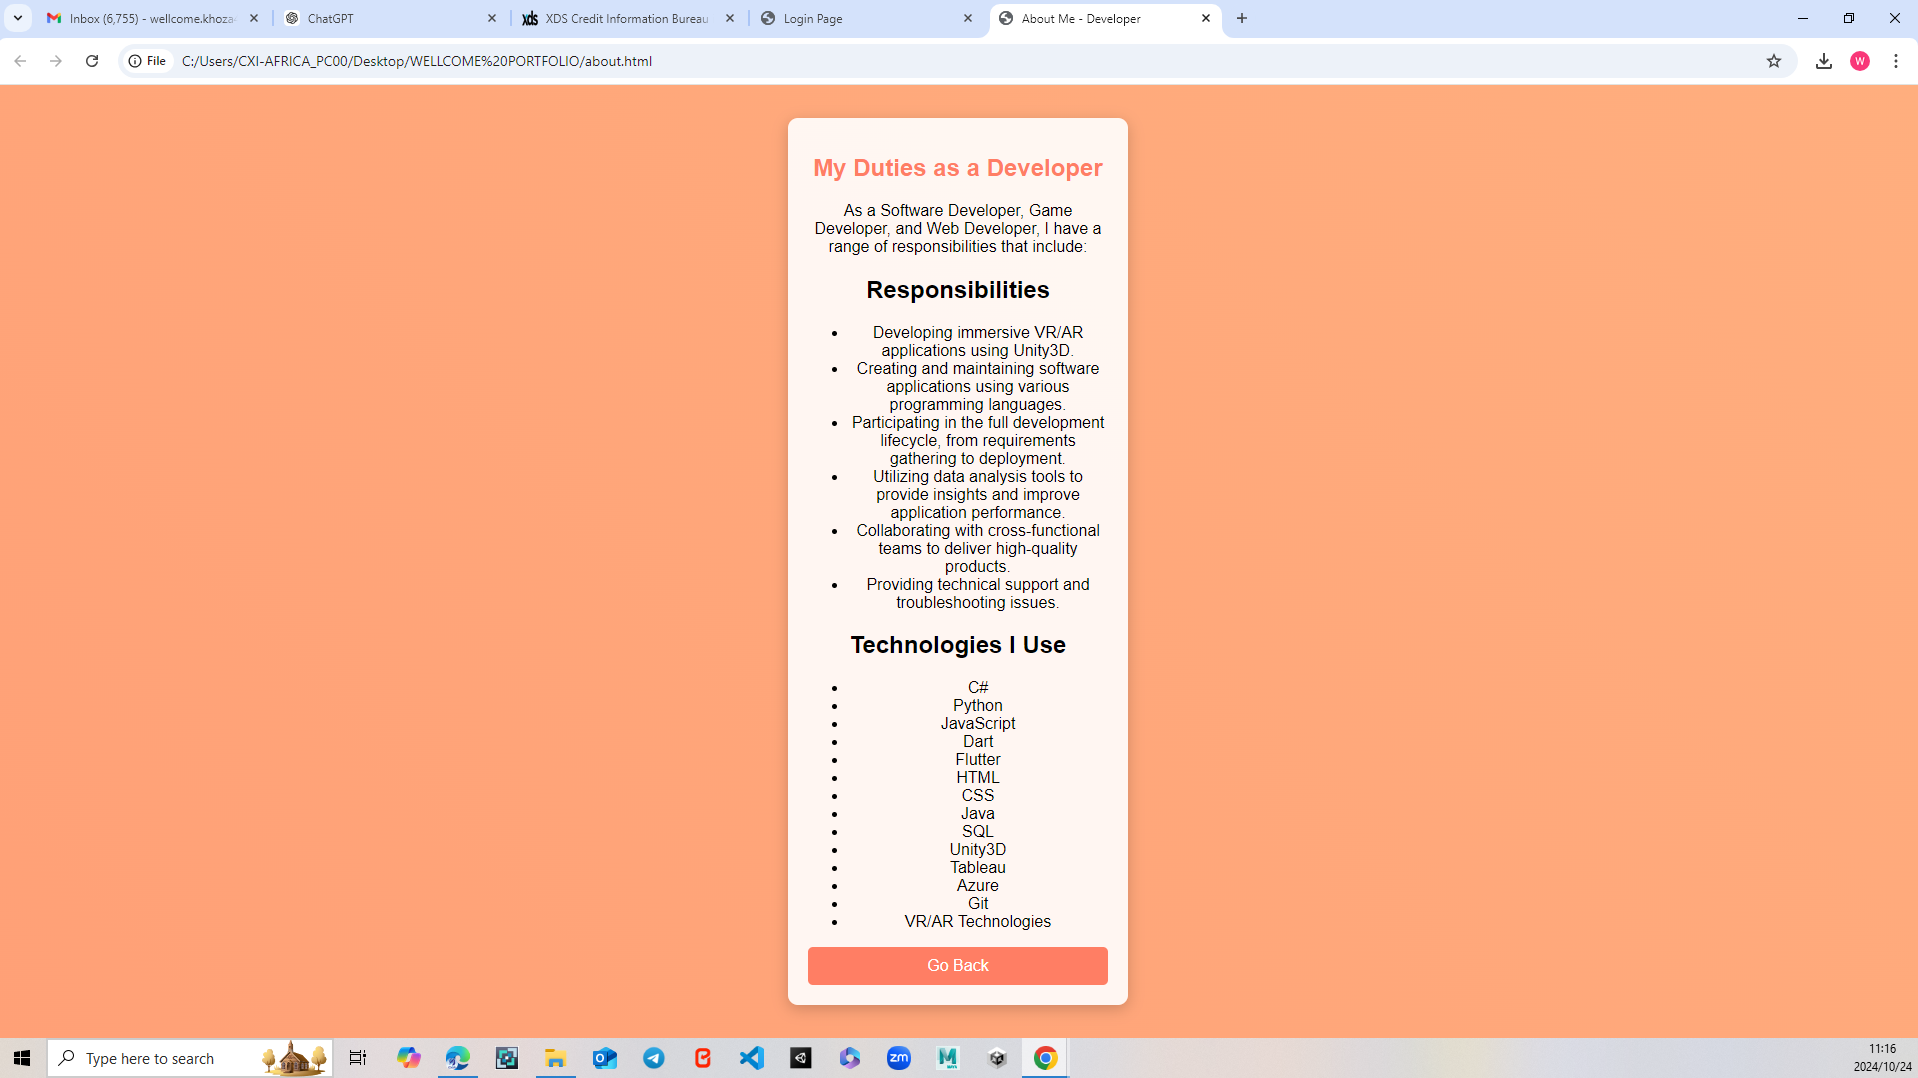 Inbox (6,755) - wellcome.khoza
ChatGPT
XDS Credit Information Bureau
Login Page
About Me - Developer
File
C:/Users/CXI-AFRICA_PC00/Desktop/WELLCOME%20PORTFOLIO/about.html
W
My Duties as a Developer
As a Software Developer, Game
Developer, and Web Developer, I have a
range of responsibilities that include:
Responsibilities
• Developing immersive VR/AR
applications using Unity3D.
• Creating and maintaining software
applications using various
programming languages.
• Participating in the full development
lifecycle, from requirements
gathering to deployment.
• Utilizing data analysis tools to
provide insights and improve
application performance.
• Collaborating with cross-functional
teams to deliver high-quality
products.
• Providing technical support and
troubleshooting issues.
Technologies I Use
• C#
• Python
• JavaScript
• Dart
• Flutter
• HTML
• CSS
• Java
• SQL
• Unity3D
• Tableau
• Azure
• Git
• VR/AR Technologies
Go Back
Type here to search
zm
11:16
2024/10/24